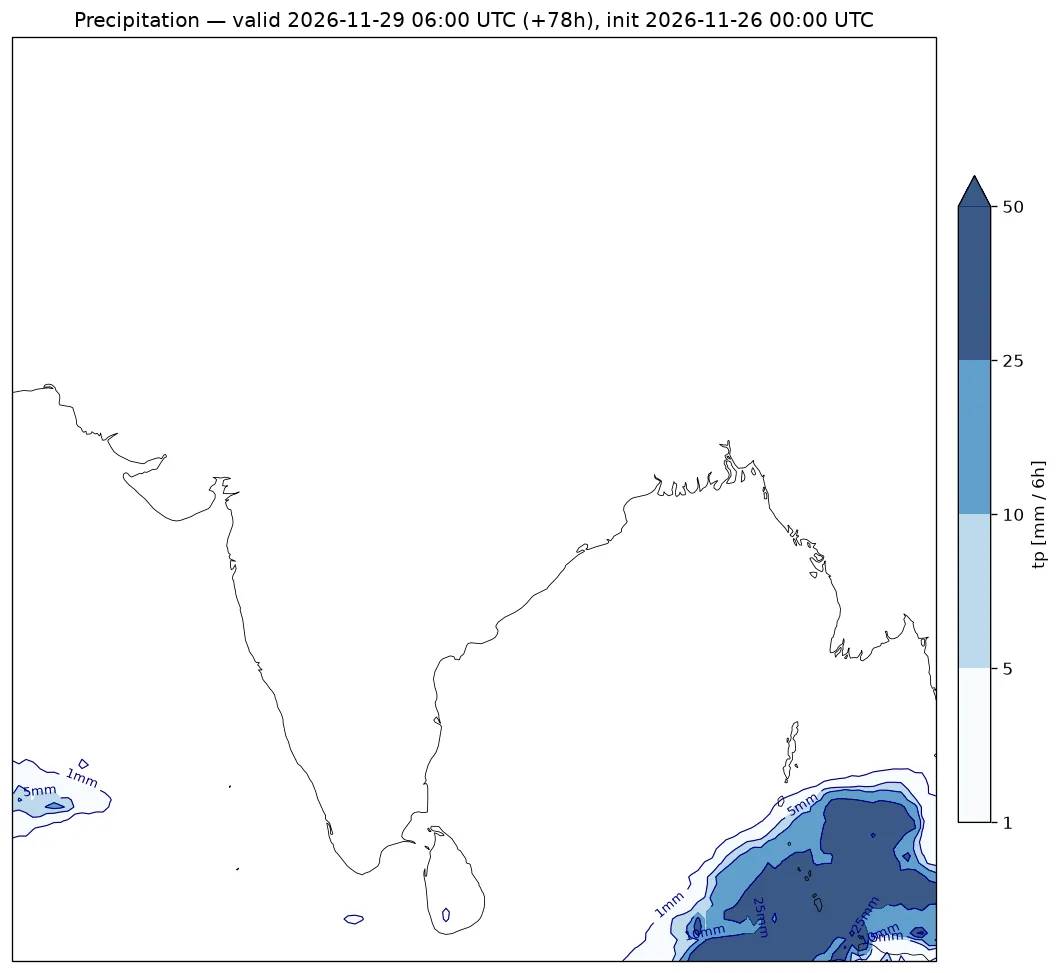 Precipitation — valid 2026-11-29 06:00 UTC (+78h), init 2026-11-26 00:00 UTC
50
25
10
5
1
tp [mm / 6h]
1mm
5mm
5mm
1mm
25mm
25mm
10mm